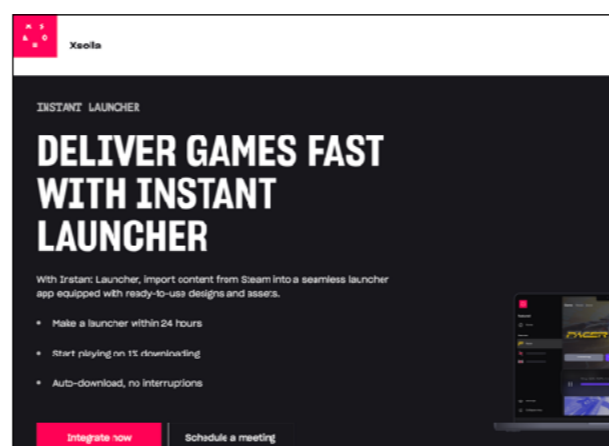 XSOLLA
Xsolla
INSTANT LAUNCHER
DELIVER GAMES FAST
WITH INSTANT
LAUNCHER
With Instant Launcher, import content from Steam into a seamless launcher
app equipped with ready-to-use designs and assets.
Make a launcher within 24 hours
Start playing on 1% downloading
Auto-download, no interruptions
Integrate now
Schedule a meeting
PACER